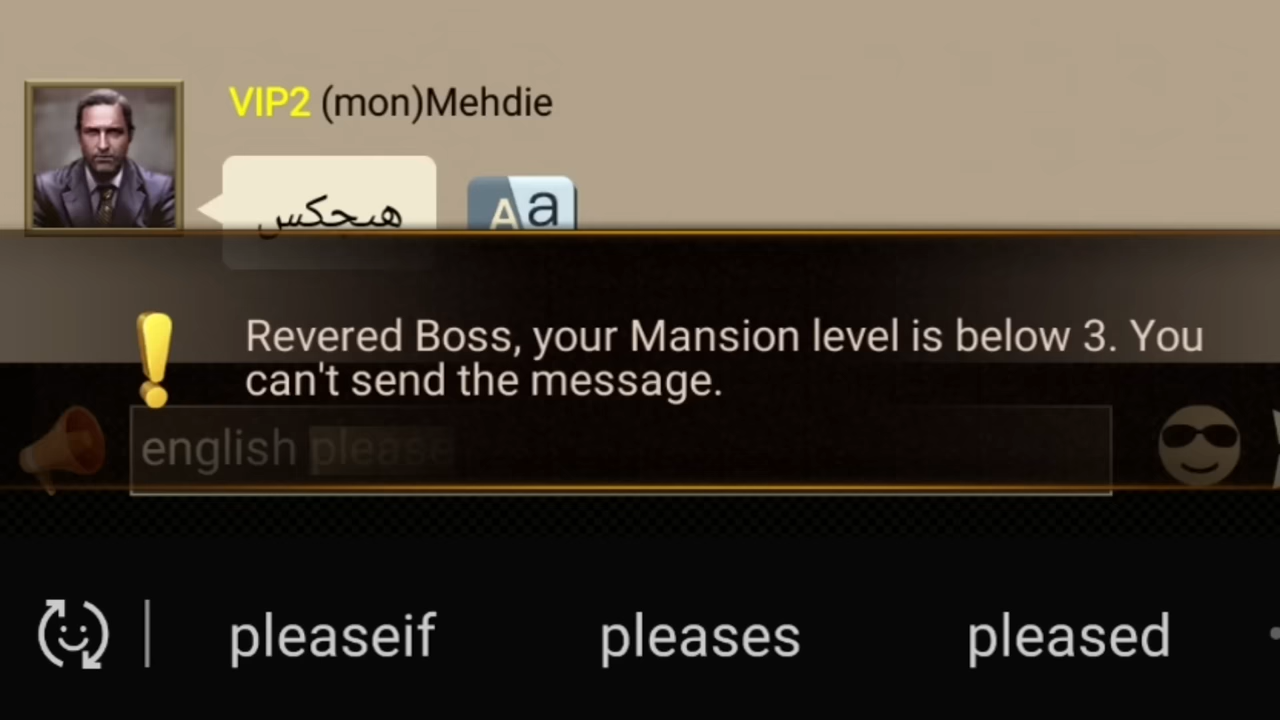 VIP2 (mon)Mehdie
هیچکس
Aa
Revered Boss, your Mansion level is below 3. You
can't send the message.
english please
pleaseif pleases pleased